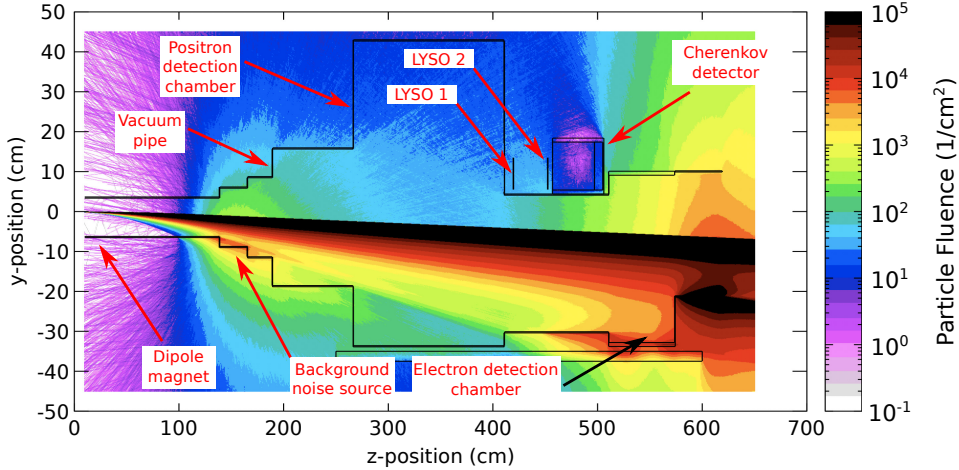 50
40
30
20
10
0
-10
-20
-30
-40
-50
y-position (cm)
0
100
200
300
400
500
600
700
z-position (cm)
Positron
detection
chamber
Vacuum
pipe
LYSO 2
LYSO 1
Cherenkov
detector
Dipole
magnet
Background
noise source
Electron detection
chamber
10^5
10^4
10^3
10^2
10^1
10^0
10^-1
Particle Fluence (1/cm^2)